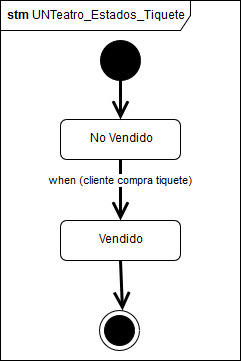 stm UNTeatro_Estados_Tiquete
No Vendido
when (cliente compra tiquete)
Vendido